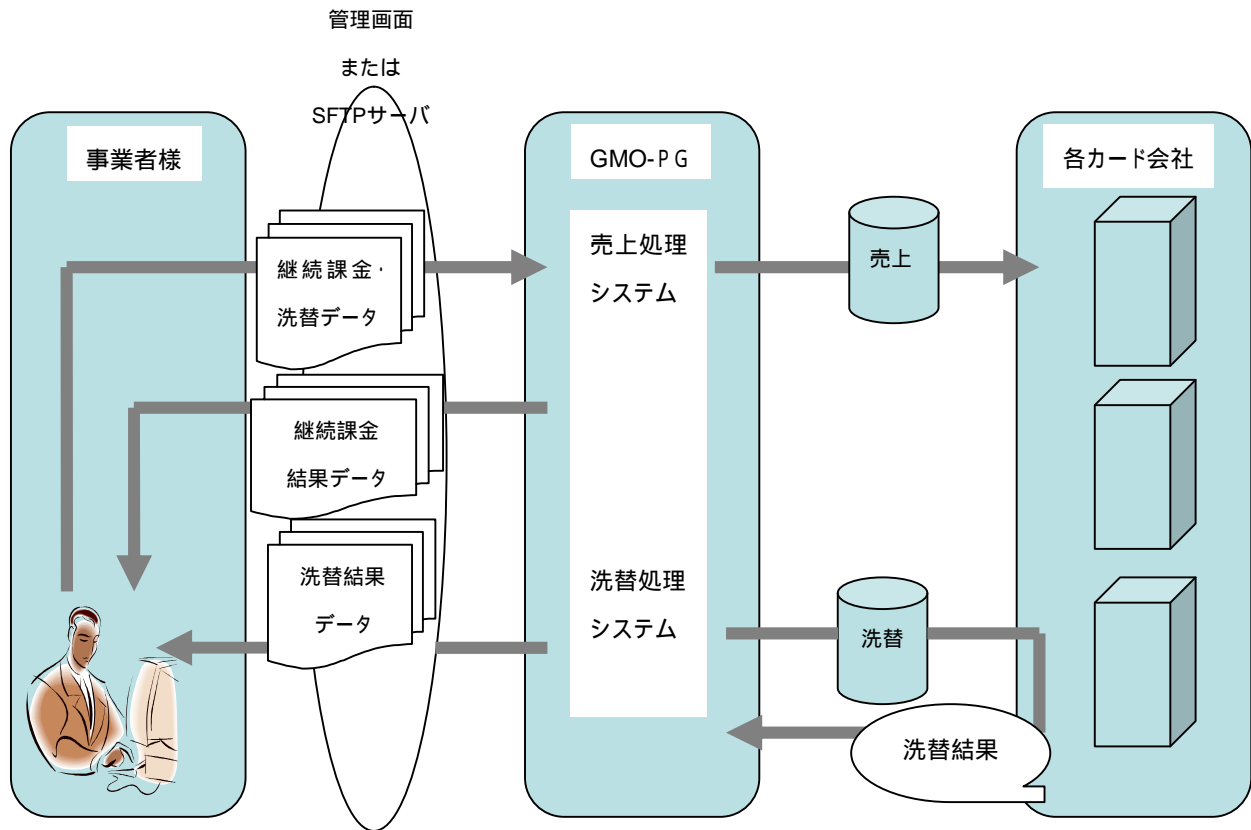 管理画面
または
SFTPサーバ
事業者様
GMO-PG
各カード会社
継続課金・
洗替データ
売上処理
システム
売上
継続課金
結果データ
洗替結果
データ
洗替処理
システム
洗替
洗替結果